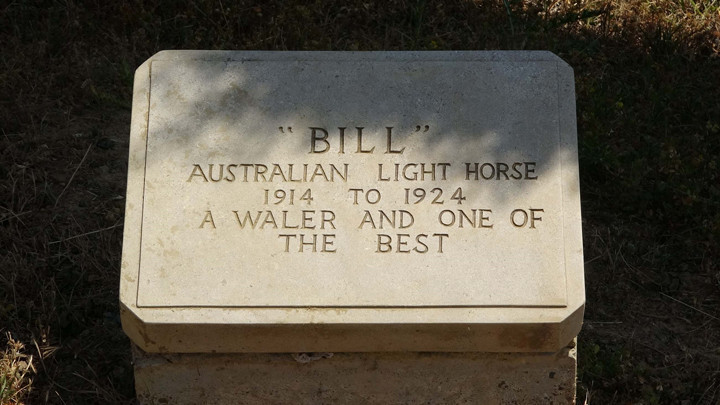 "BILL"
AUSTRALIAN LIGHT HORSE
1914 TO 1924
A WALER AND ONE OF
THE BEST